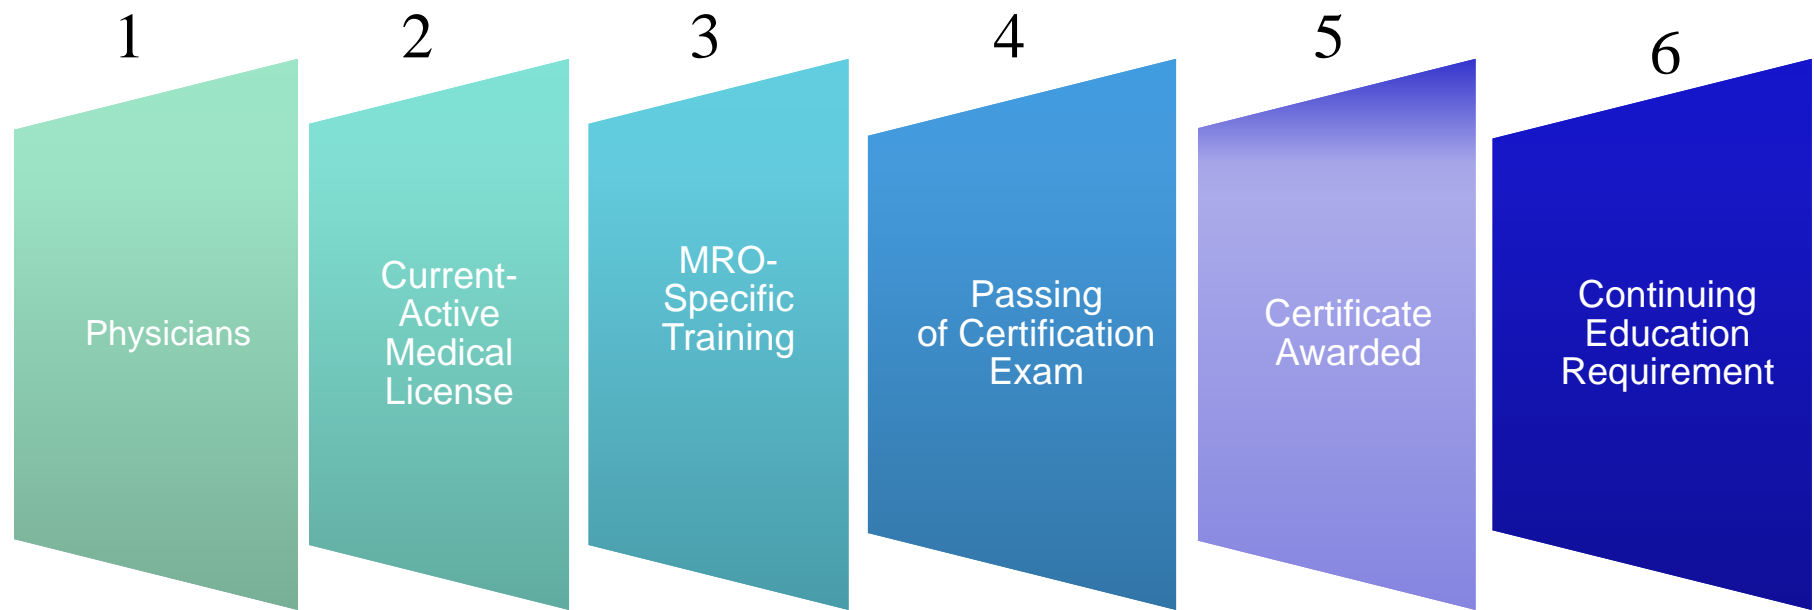 1
Physicians
2
Current-
Active
Medical
License
3
MRO-
Specific
Training
4
Passing
of Certification
Exam
5
Certificate
Awarded
6
Continuing
Education
Requirement